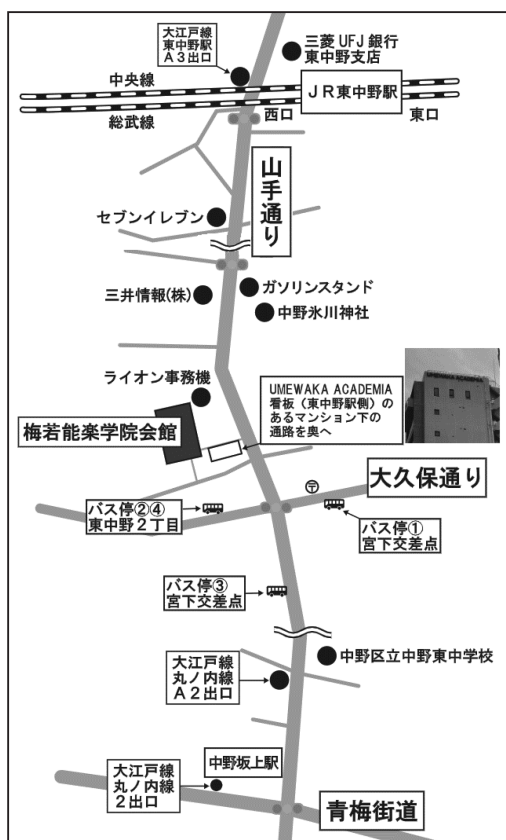 大江戸線
東中野駅
A3出口
三菱UFJ銀行
東中野支店
中央線
JR東中野駅
総武線
西口
東口
山手通り
セブンイレブン
三井情報(株)
ガソリンスタンド
中野氷川神社
ライオン事務機
UMEWAKA ACADEMIA
看板（東中野駅側）の
あるマンション下の
通路を奥へ
UMEWAKA ACADEMIA
梅若能楽学院会館
大久保通り
〒
バス停②④
東中野2丁目
バス停①
宮下交差点
バス停③
宮下交差点
中野区立中野東中学校
大江戸線
丸ノ内線
A2出口
中野坂上駅
大江戸線
丸ノ内線
2出口
青梅街道